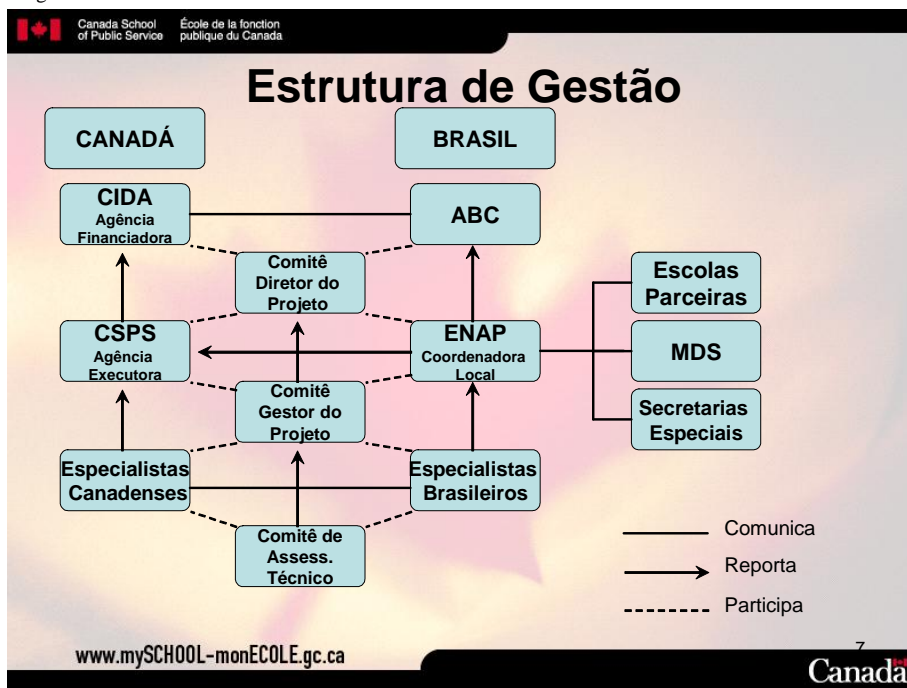 Canada School
of Public Service
École de la fonction
publique du Canada
Estrutura de Gestão
CANADÁ
BRASIL
CIDA
Agência
Financiadora
ABC
Comitê
Diretor do
Projeto
Escolas
Parceiras
CSPS
Agência
Executora
ENAP
Coordenadora
Local
MDS
Comitê
Gestor do
Projeto
Secretarias
Especiais
Especialistas
Canadenses
Especialistas
Brasileiros
Comitê de
Assess.
Técnico
Comunica
Reporta
Participa
www.mySCHOOL-monECOLE.gc.ca
7
Canada